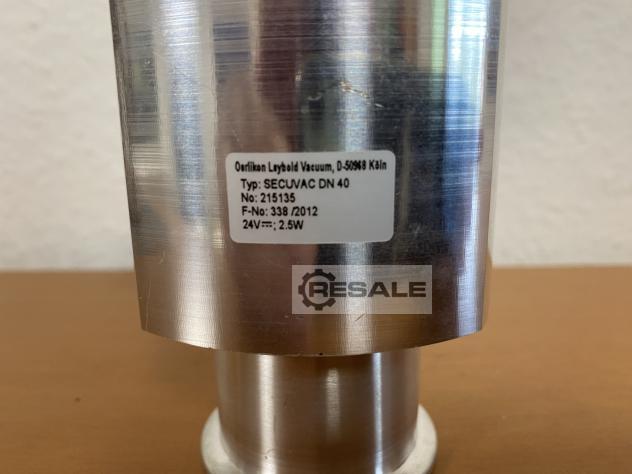 Oerlikon Leybold Vacuum, D-50968 Köln
Typ: SECUVAC DN 40
No: 215135
F-No: 338 /2012
24V⎓; 2.5W
RESALE